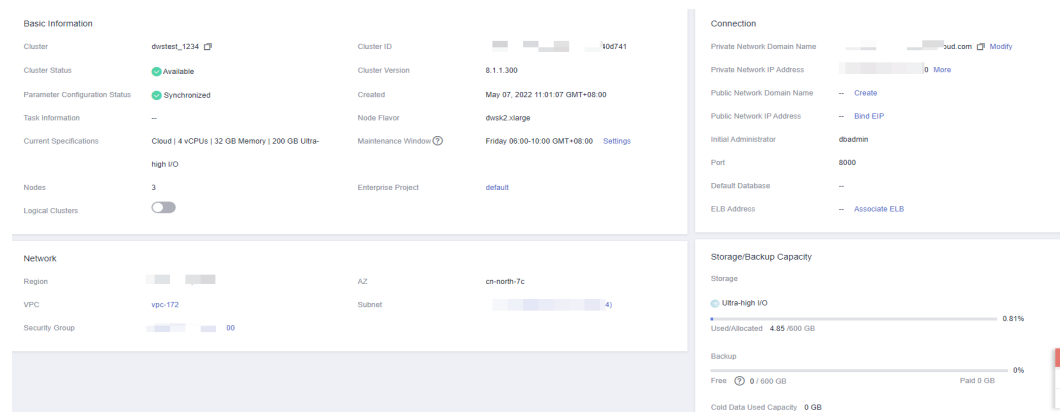 Basic Information
Cluster dwstest_1234 Cluster ID 40d741
Cluster Status Available Cluster Version 8.1.1.300
Parameter Configuration Status Synchronized Created May 07, 2022 11:01:07 GMT+08:00
Task Information -- Node Flavor dwsk2.xlarge
Current Specifications Cloud | 4 vCPUs | 32 GB Memory | 200 GB Ultra-high I/O Maintenance Window ? Friday 06:00-10:00 GMT+08:00 Settings
Nodes 3 Enterprise Project default
Logical Clusters
Network
Region AZ cn-north-7c
VPC vpc-172 Subnet 4)
Security Group 00
Connection
Private Network Domain Name oud.com Modify
Private Network IP Address 0 More
Public Network Domain Name -- Create
Public Network IP Address -- Bind EIP
Initial Administrator dbadmin
Port 8000
Default Database --
ELB Address -- Associate ELB
Storage/Backup Capacity
Storage
Ultra-high I/O
0.81%
Used/Allocated 4.85 /600 GB
Backup
0%
Free ? 0 / 600 GB Paid 0 GB
Cold Data Used Capacity 0 GB